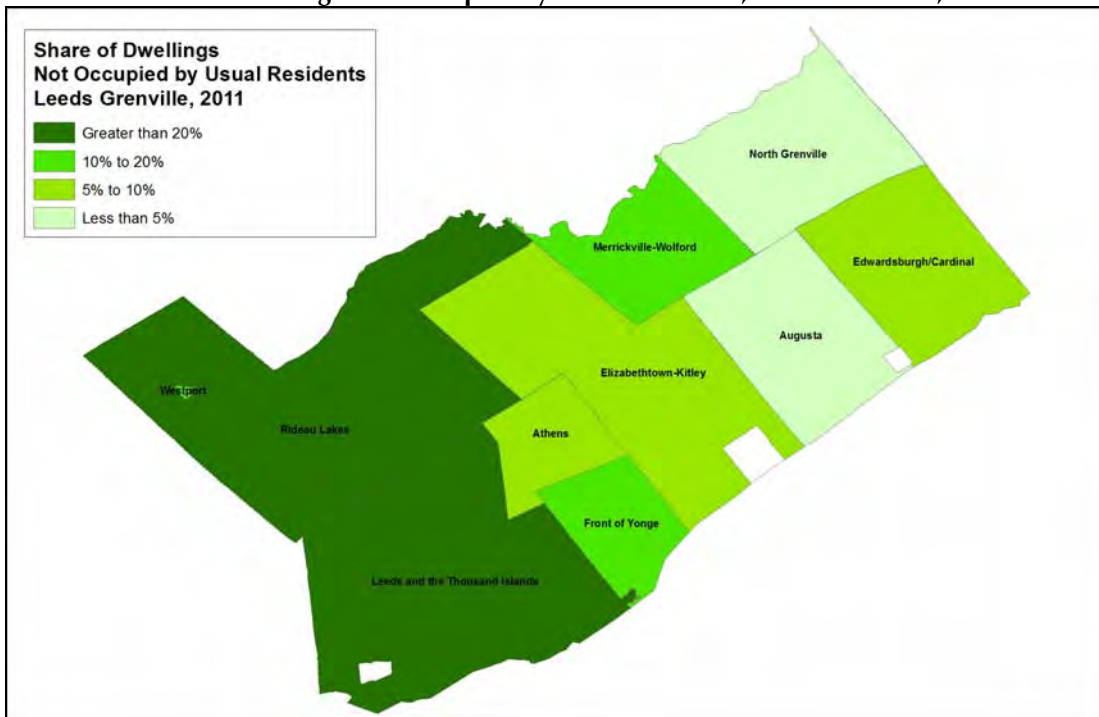 Share of Dwellings
Not Occupied by Usual Residents
Leeds Grenville, 2011
Greater than 20%
10% to 20%
5% to 10%
Less than 5%
North Grenville
Merrickville-Wolford
Edwardsburgh/Cardinal
Augusta
Elizabethtown-Kitley
Westport
Rideau Lakes
Athens
Front of Yonge
Leeds and the Thousand Islands